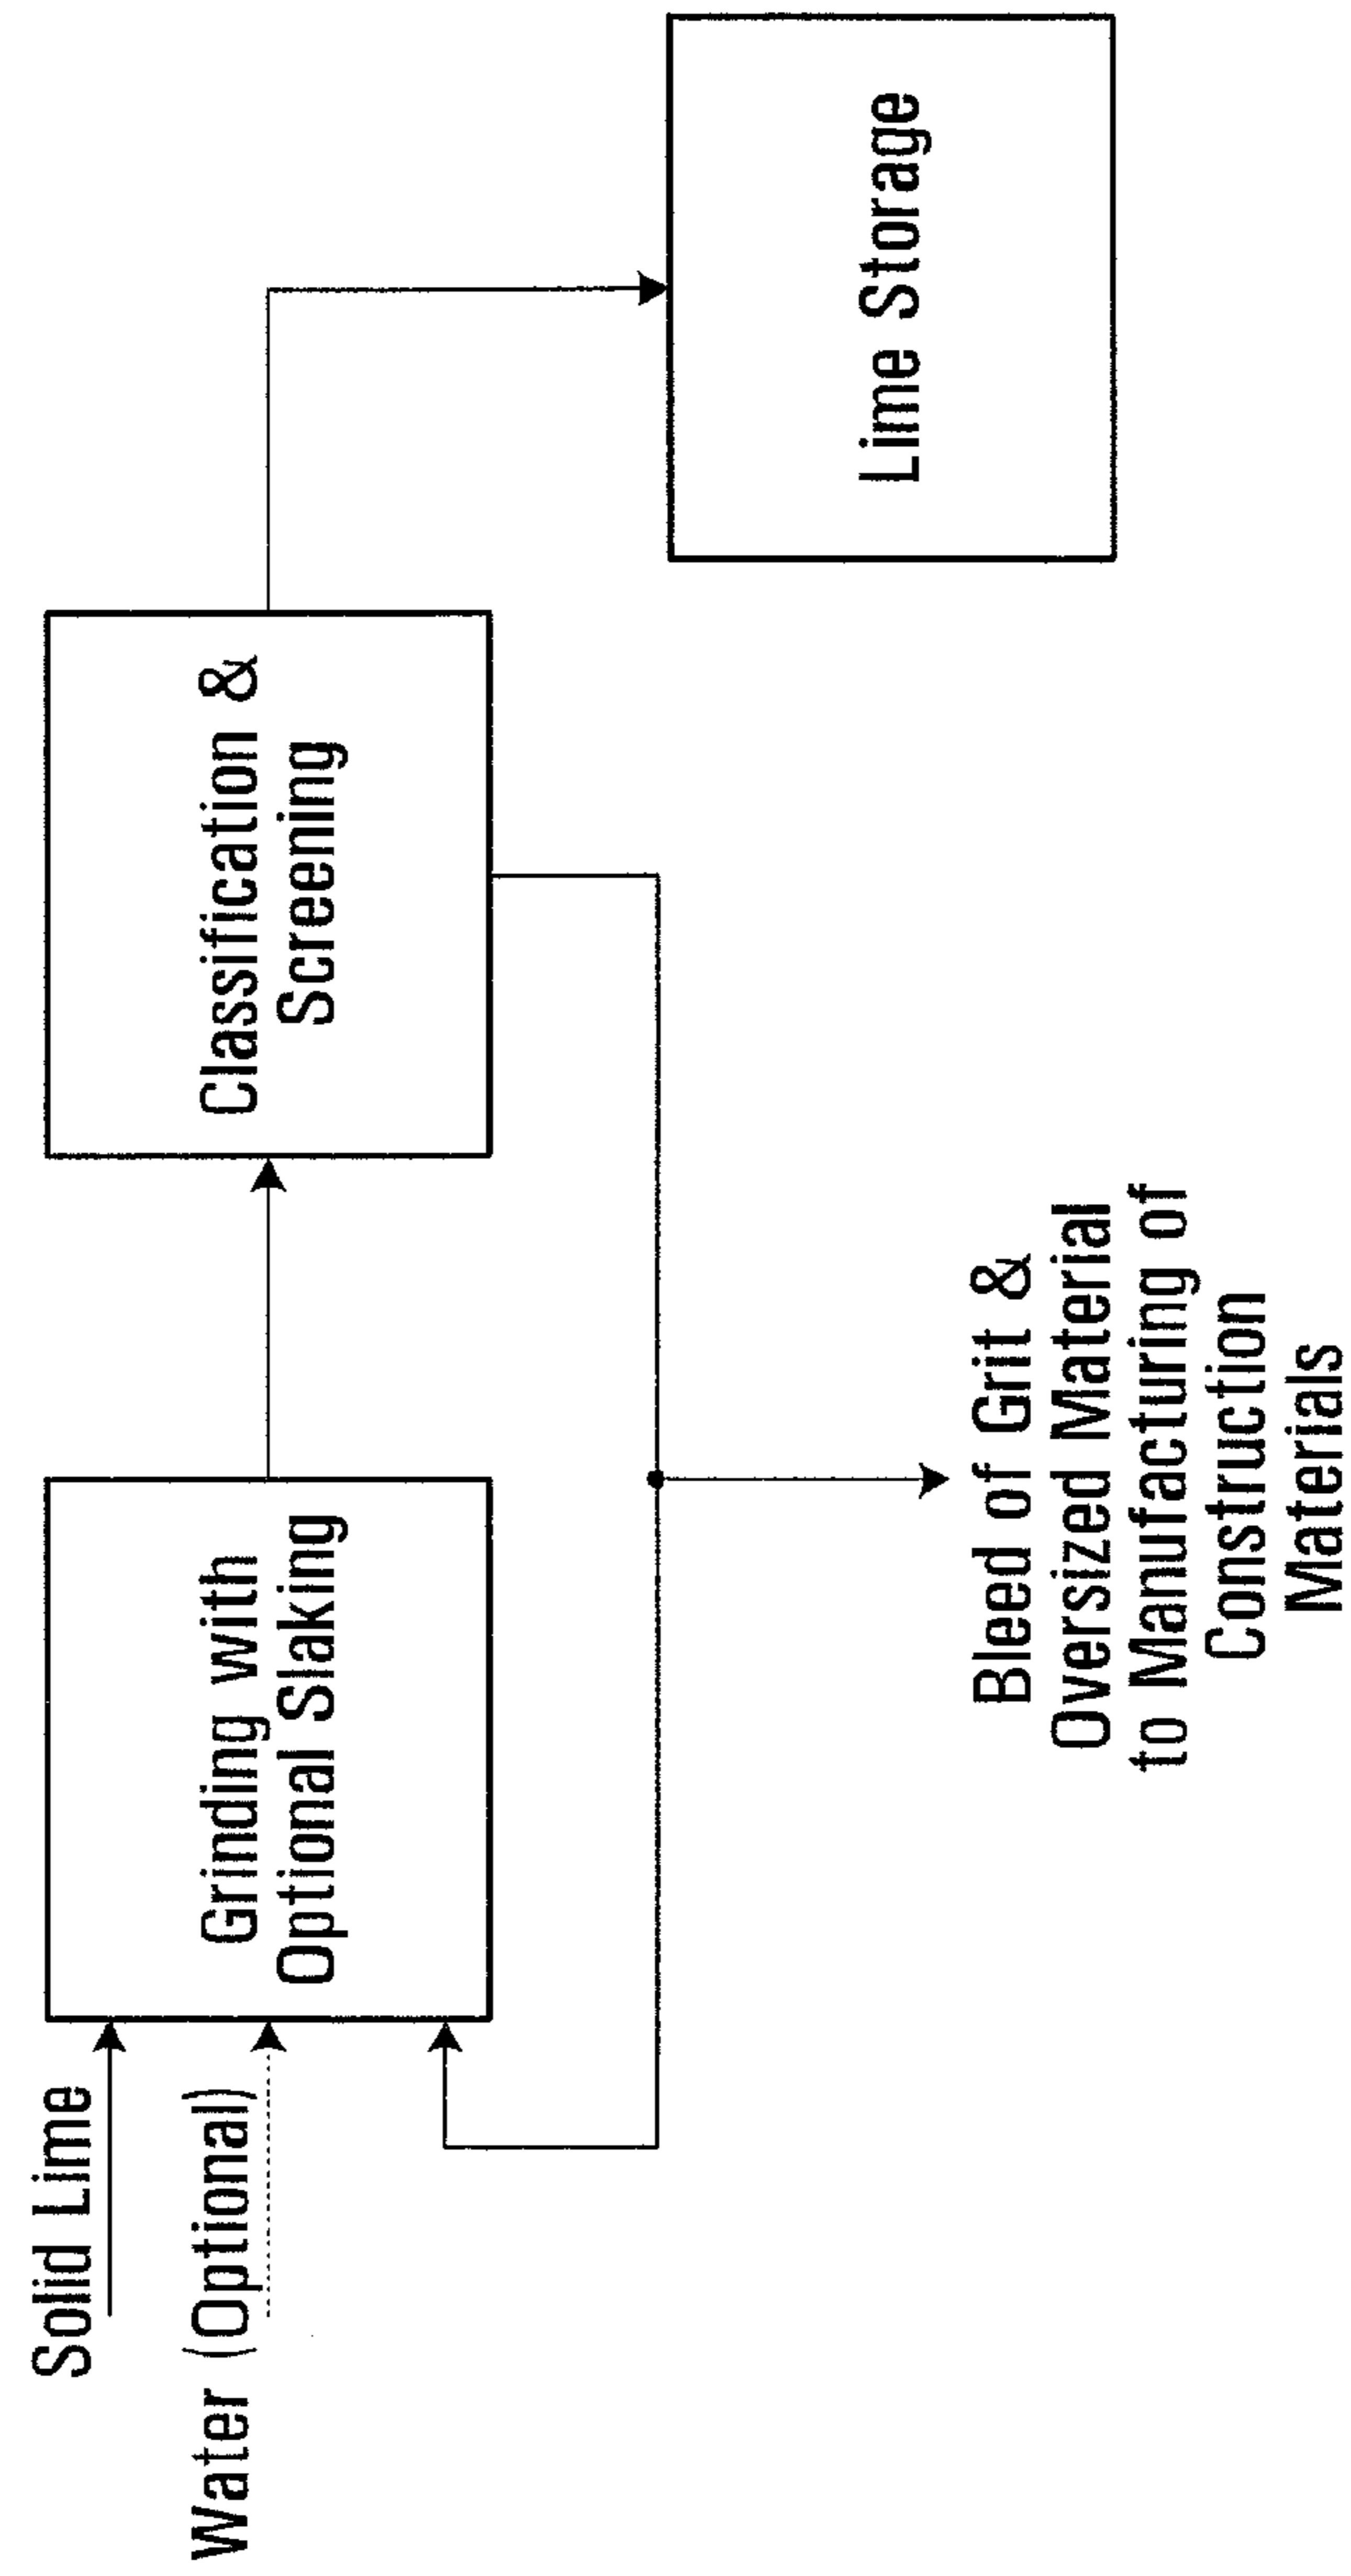 Solid Lime
Water (Optional)
Grinding with
Optional Slaking
Classification &
Screening
Lime Storage
Bleed of Grit &
Oversized Material
to Manufacturing of
Construction
Materials